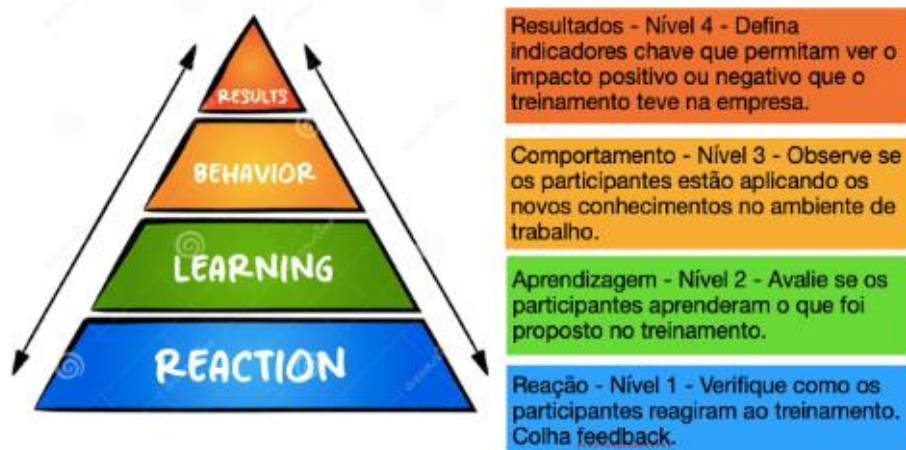 RESULTS
BEHAVIOR
LEARNING
REACTION
Resultados - Nível 4 - Defina
indicadores chave que permitam ver o
impacto positivo ou negativo que o
treinamento teve na empresa.
Comportamento - Nível 3 - Observe se
os participantes estão aplicando os
novos conhecimentos no ambiente de
trabalho.
Aprendizagem - Nível 2 - Avalie se os
participantes aprenderam o que foi
proposto no treinamento.
Reação - Nível 1 - Verifique como os
participantes reagiram ao treinamento.
Colha feedback.